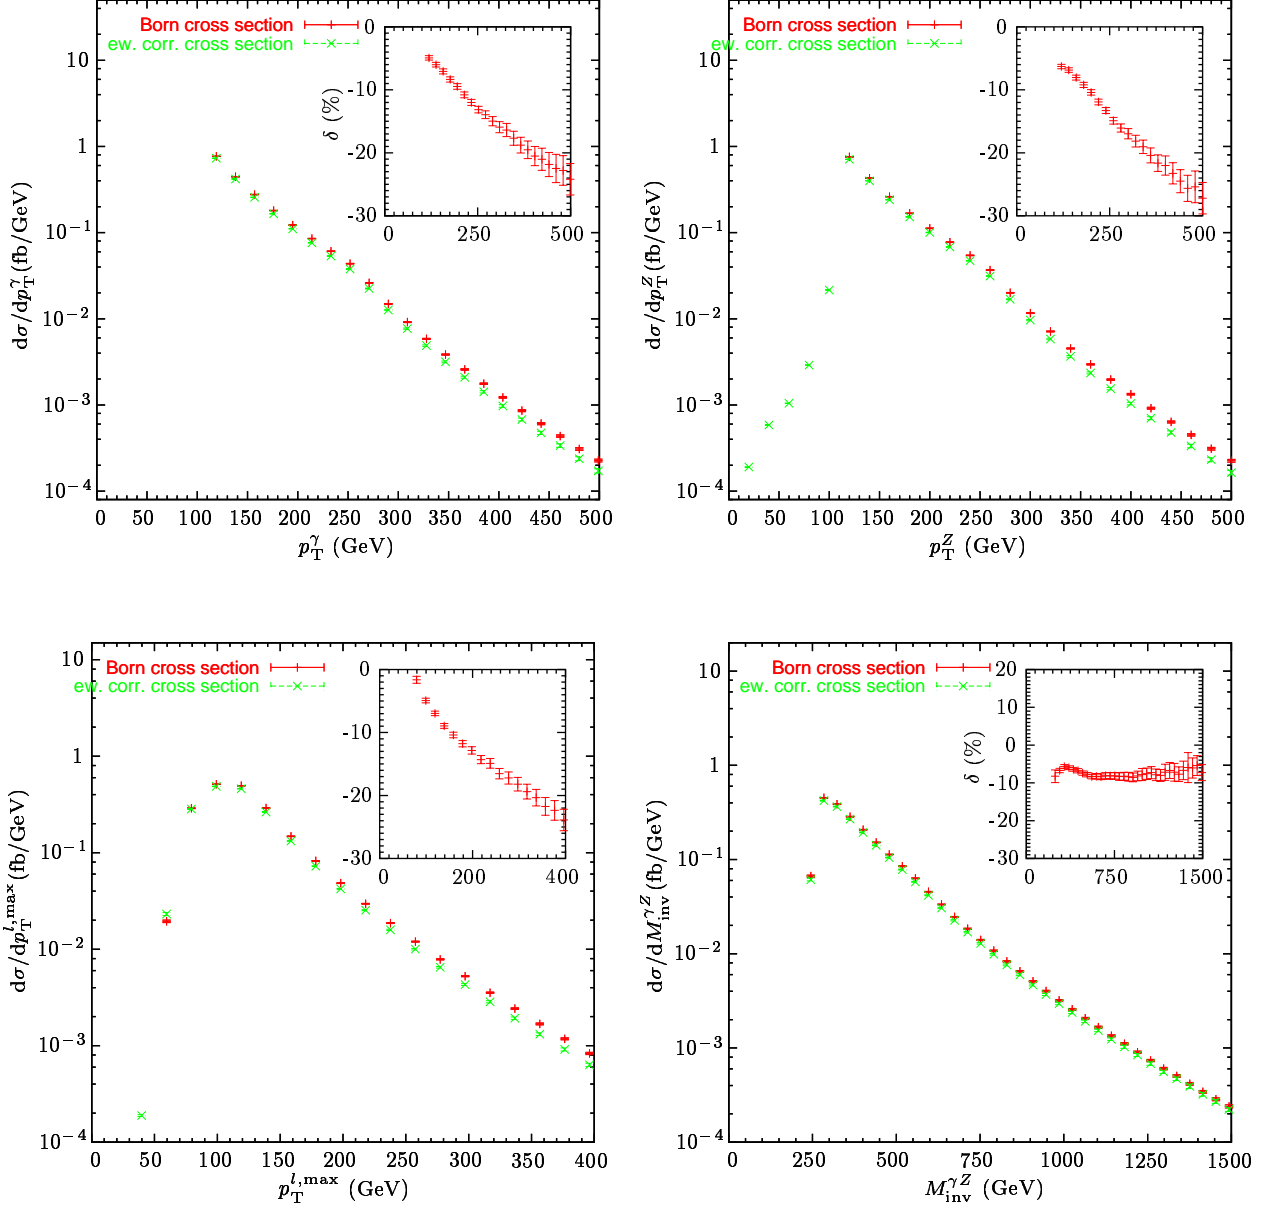 Born cross section
ew. corr. cross section
10
1
10⁻¹
10⁻²
10⁻³
10⁻⁴
dσ/dp_T^γ (fb/GeV)
0 50 100 150 200 250 300 350 400 450 500
p_T^γ (GeV)
0
-10
-20
-30
δ (%)
0 250 500
Born cross section
ew. corr. cross section
10
1
10⁻¹
10⁻²
10⁻³
10⁻⁴
dσ/dp_T^Z (fb/GeV)
0 50 100 150 200 250 300 350 400 450 500
p_T^Z (GeV)
0
-10
-20
-30
0 250 500
Born cross section
ew. corr. cross section
10
1
10⁻¹
10⁻²
10⁻³
10⁻⁴
dσ/dp_T^{l,max} (fb/GeV)
0 50 100 150 200 250 300 350 400
p_T^{l,max} (GeV)
0
-10
-20
-30
0 200 400
Born cross section
ew. corr. cross section
10
1
10⁻¹
10⁻²
10⁻³
10⁻⁴
dσ/dM_inv^{γZ} (fb/GeV)
0 250 500 750 1000 1250 1500
M_inv^{γZ} (GeV)
20
10
0
-10
-20
-30
δ (%)
0 750 1500